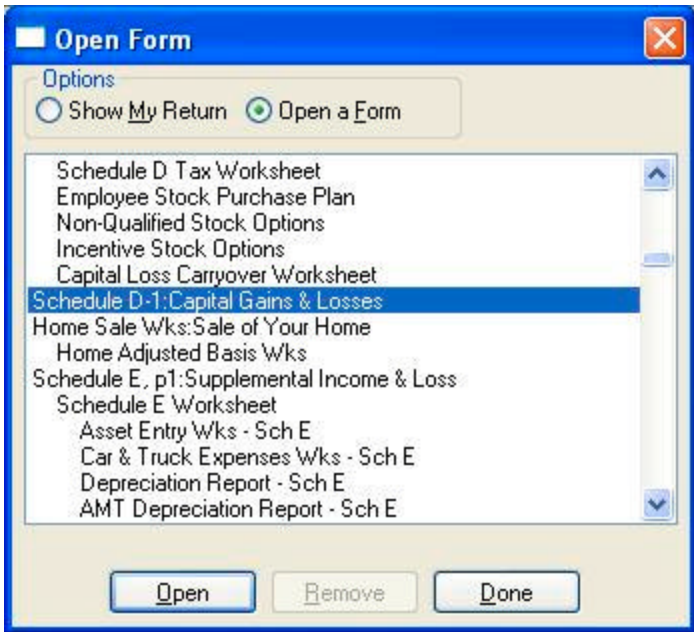 Open Form
Options
Show My Return Open a Form
Schedule D Tax Worksheet
Employee Stock Purchase Plan
Non-Qualified Stock Options
Incentive Stock Options
Capital Loss Carryover Worksheet
Schedule D-1:Capital Gains & Losses
Home Sale Wks:Sale of Your Home
Home Adjusted Basis Wks
Schedule E, p1:Supplemental Income & Loss
Schedule E Worksheet
Asset Entry Wks - Sch E
Car & Truck Expenses Wks - Sch E
Depreciation Report - Sch E
AMT Depreciation Report - Sch E
Open Remove Done